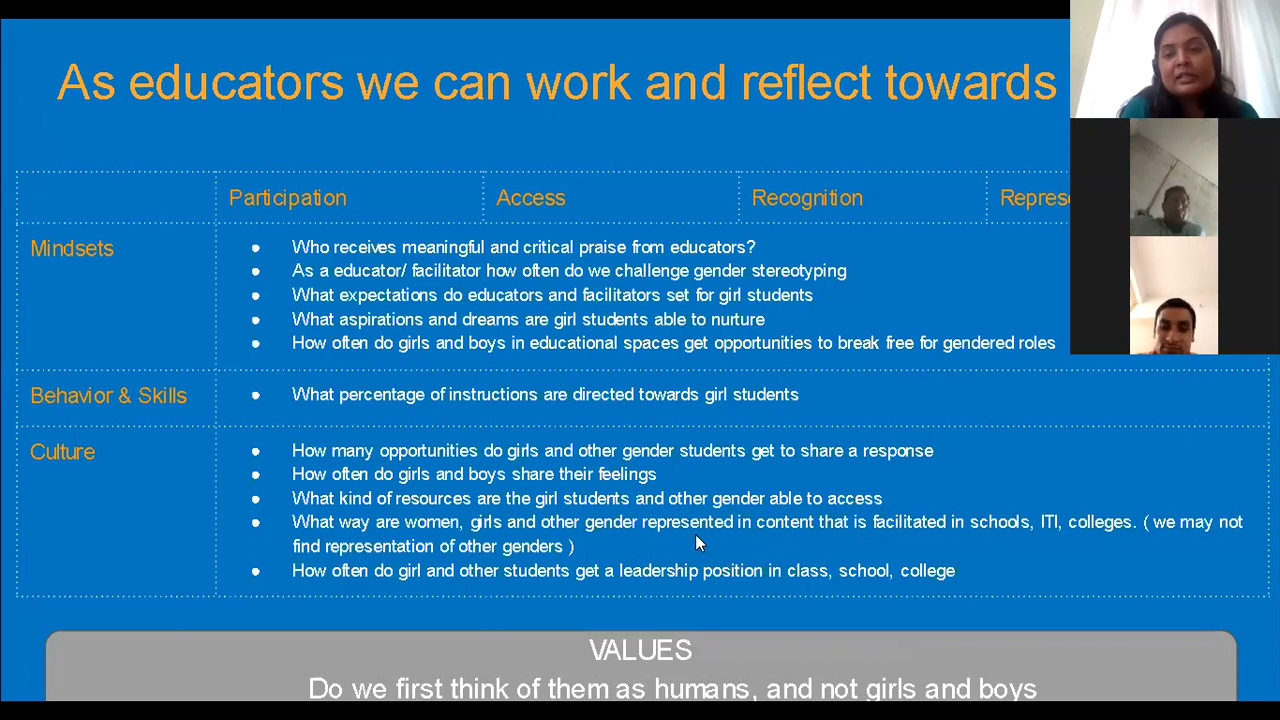 As educators we can work and reflect towards
Participation Access Recognition
Mindsets
• Who receives meaningful and critical praise from educators?
• As a educator/ facilitator how often do we challenge gender stereotyping
• What expectations do educators and facilitators set for girl students
• What aspirations and dreams are girl students able to nurture
• How often do girls and boys in educational spaces get opportunities to break free for gendered roles
Behavior & Skills
• What percentage of instructions are directed towards girl students
Culture
• How many opportunities do girls and other gender students get to share a response
• How often do girls and boys share their feelings
• What kind of resources are the girl students and other gender able to access
• What way are women, girls and other gender represented in content that is facilitated in schools, ITI, colleges. ( we may not
find representation of other genders )
• How often do girl and other students get a leadership position in class, school, college
VALUES
Do we first think of them as humans, and not girls and boys